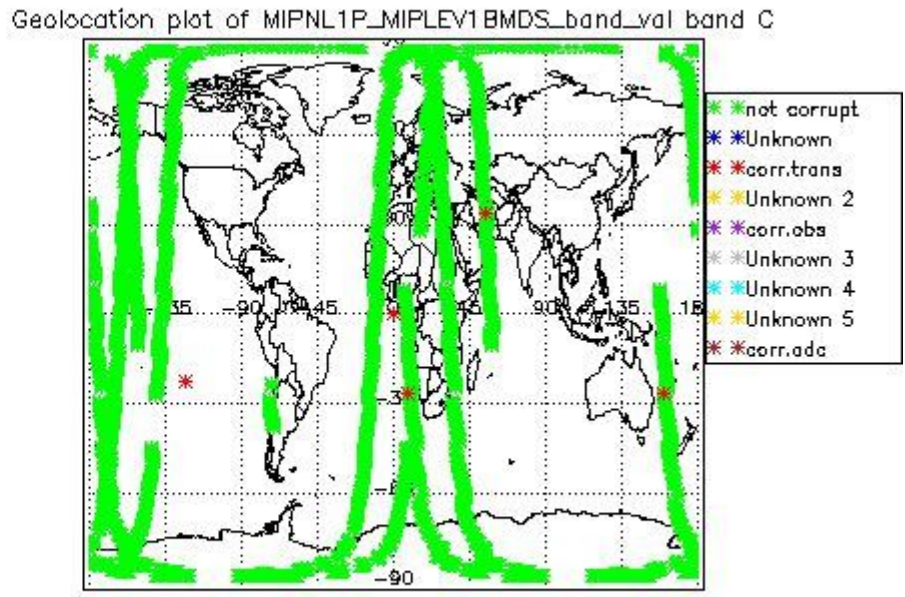 Geolocation plot of MIPNL1P_MIPLEV1BMDS_band_val band C
not corrupt
Unknown
corr.trans
Unknown 2
corr.obs
Unknown 3
Unknown 4
Unknown 5
corr.adc
-90
-45
45
90
135
-90